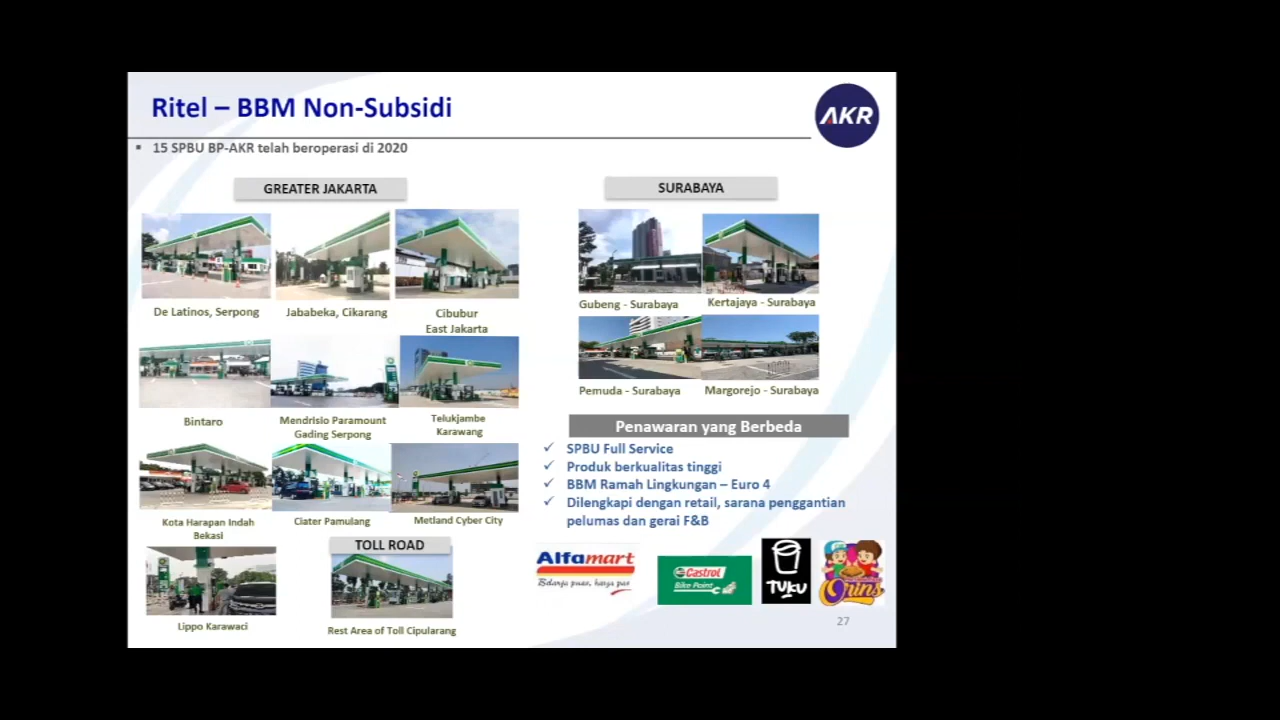 Ritel – BBM Non-Subsidi
AKR
15 SPBU BP-AKR telah beroperasi di 2020
GREATER JAKARTA
De Latinos, Serpong
Jababeka, Cikarang
Cibubur
East Jakarta
Bintaro
Mendrisio Paramount
Gading Serpong
Telukjambe
Karawang
Kota Harapan Indah
Bekasi
Ciater Pamulang
Metland Cyber City
Lippo Karawaci
TOLL ROAD
Rest Area of Toll Cipularang
SURABAYA
Gubeng - Surabaya
Kertajaya - Surabaya
Pemuda - Surabaya
Margorejo - Surabaya
Penawaran yang Berbeda
SPBU Full Service
Produk berkualitas tinggi
BBM Ramah Lingkungan – Euro 4
Dilengkapi dengan retail, sarana penggantian
pelumas dan gerai F&B
Alfamart
Belanja puas, harga pas
Castrol
Bike Point
TUKU
Orins
27